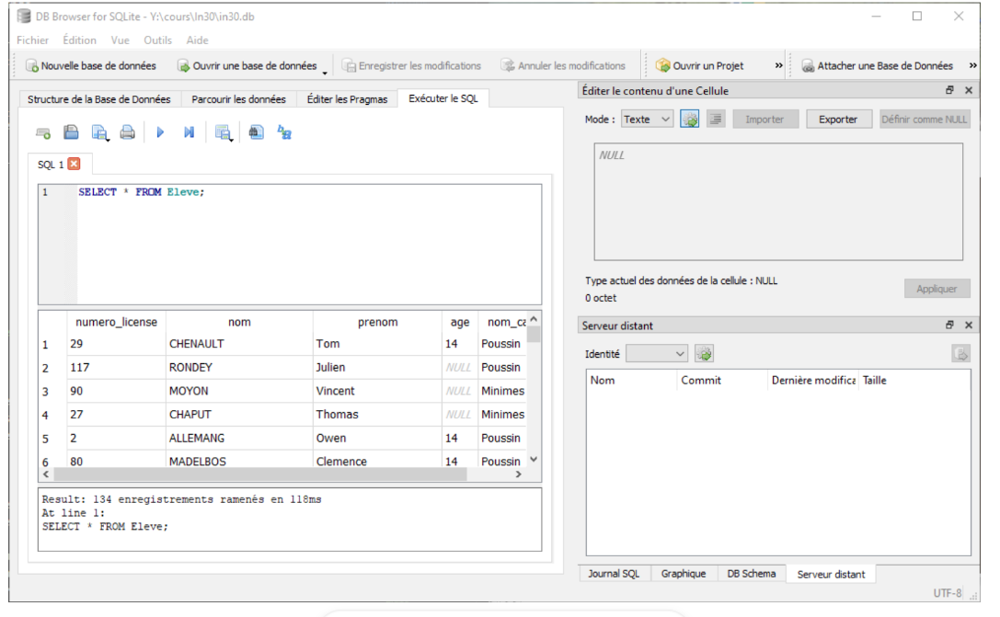 DB Browser for SQLite - Y:\cours\In30\in30.db
Fichier Édition Vue Outils Aide
Nouvelle base de données Ouvrir une base de données Enregistrer les modifications Annuler les modifications Ouvrir un Projet » Attacher une Base de Données »
Structure de la Base de Données Parcourir les données Éditer les Pragmas Exécuter le SQL
SQL 1
1 SELECT * FROM Eleve;
numero_license nom prenom age nom_ca
1 29 CHENAULT Tom 14 Poussin
2 117 RONDEY Julien NULL Poussin
3 90 MOYON Vincent NULL Minimes
4 27 CHAPUT Thomas NULL Minimes
5 2 ALLEMANG Owen 14 Poussin
6 80 MADELBOS Clemence 14 Poussin
Result: 134 enregistrements ramenés en 118ms
At line 1:
SELECT * FROM Eleve;
Éditer le contenu d'une Cellule
Mode : Texte Importer Exporter Définir comme NULL
NULL
Type actuel des données de la cellule : NULL
0 octet
Appliquer
Serveur distant
Identité
Nom Commit Dernière modifica Taille
Journal SQL Graphique DB Schema Serveur distant
UTF-8